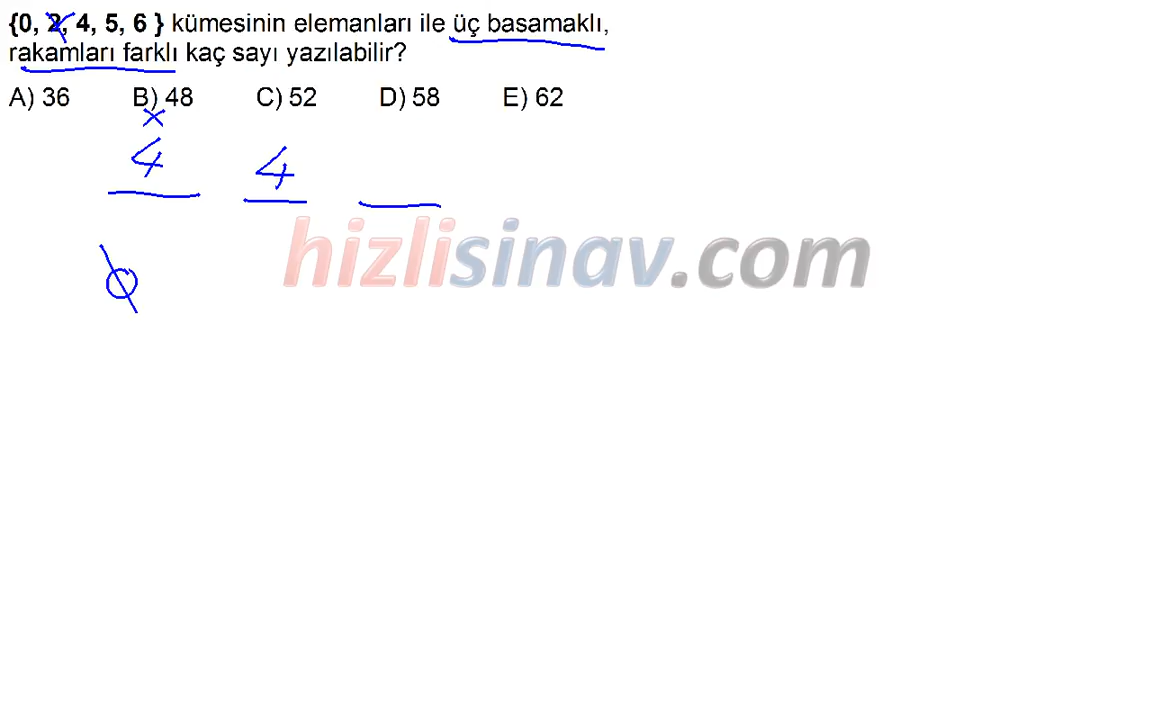 {0, 2, 4, 5, 6 } kümesinin elemanları ile üç basamaklı,
rakamları farklı kaç sayı yazılabilir?
A) 36 B) 48 C) 52 D) 58 E) 62
4 4
0
hizlisinav.com